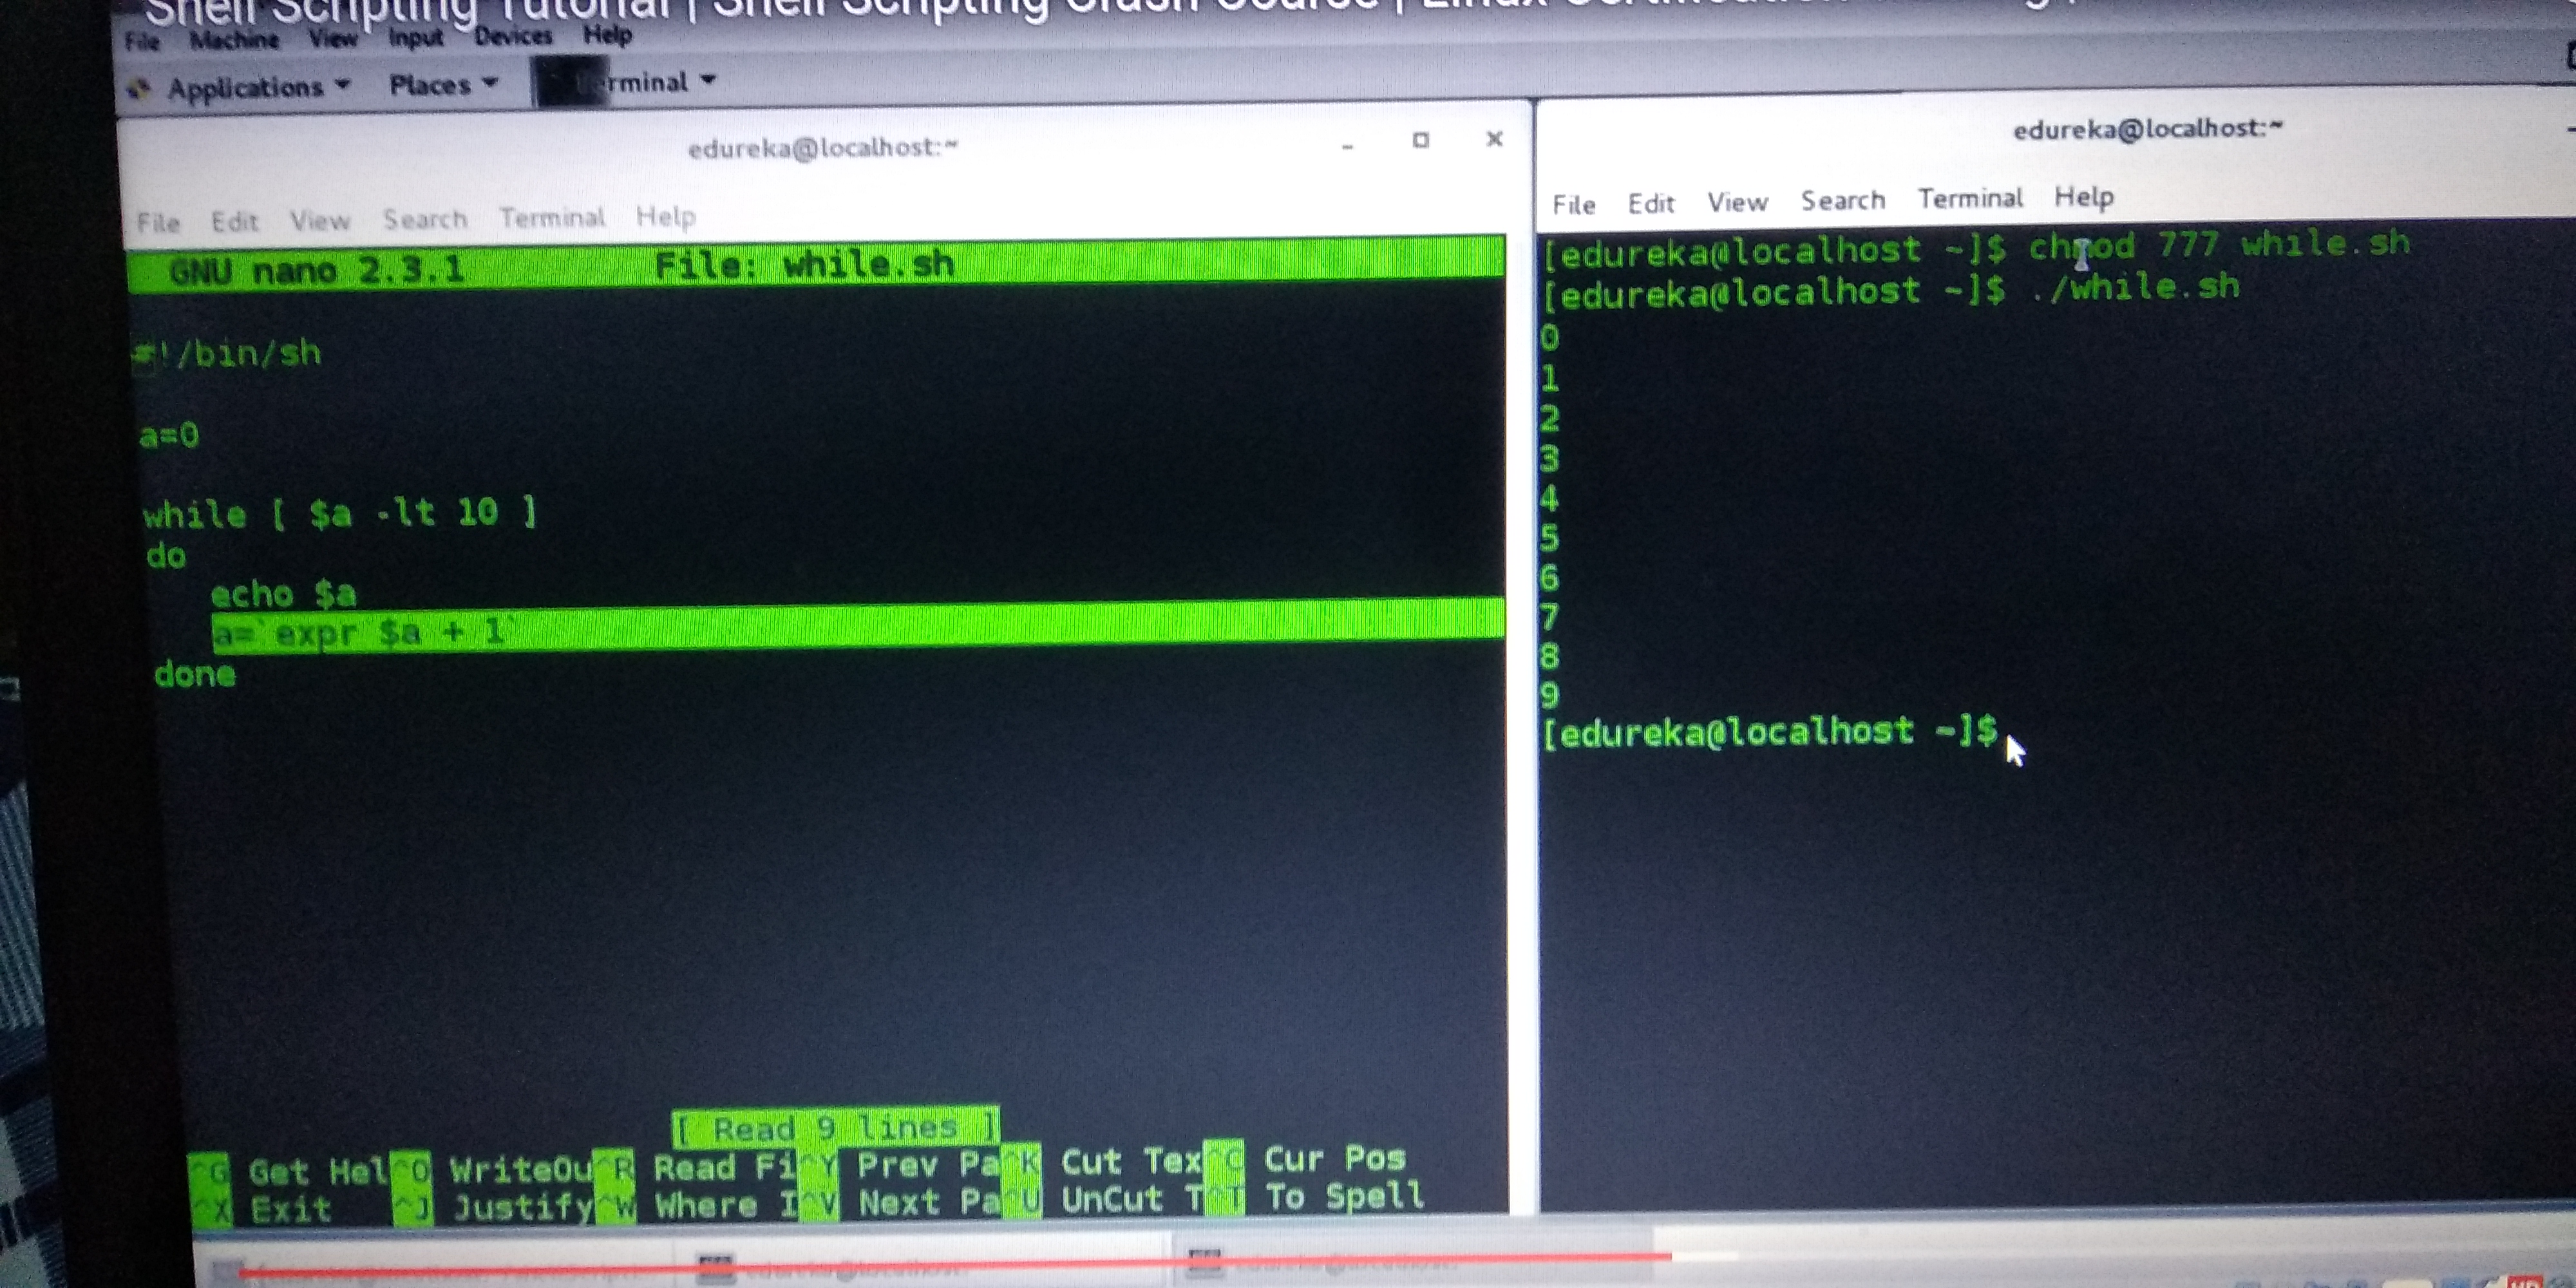 Shell Scripting Tutorial | Shell Scripting Crash Course | Linux Certification
File Machine View Input Devices Help
Applications Places
edureka@localhost:~
File Edit View Search Terminal Help
GNU nano 2.3.1 File: while.sh
#!/bin/sh
a=0
while [ $a -lt 10 ]
do
echo $a
a=`expr $a + 1`
done
[ Read 9 lines ]
^G Get Hel ^O WriteOu ^R Read Fi ^Y Prev Pa ^K Cut Tex ^C Cur Pos
^X Exit ^J Justify ^W Where I ^V Next Pa ^U UnCut T ^T To Spell
edureka@localhost:~
File Edit View Search Terminal Help
[edureka@localhost ~]$ chmod 777 while.sh
[edureka@localhost ~]$ ./while.sh
0
1
2
3
4
5
6
7
8
9
[edureka@localhost ~]$